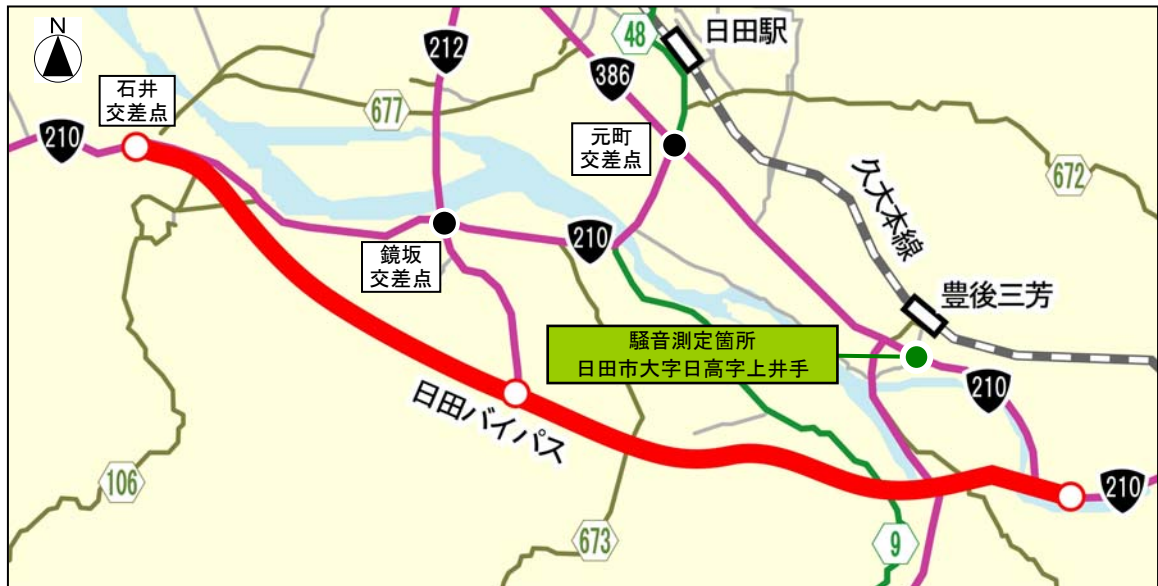 N
48
日田駅
212
386
石井
交差点
677
210
元町
交差点
672
久大本線
鏡坂
交差点
210
豊後三芳
騒音測定箇所
日田市大字日高字上井手
210
日田バイパス
106
210
673
9